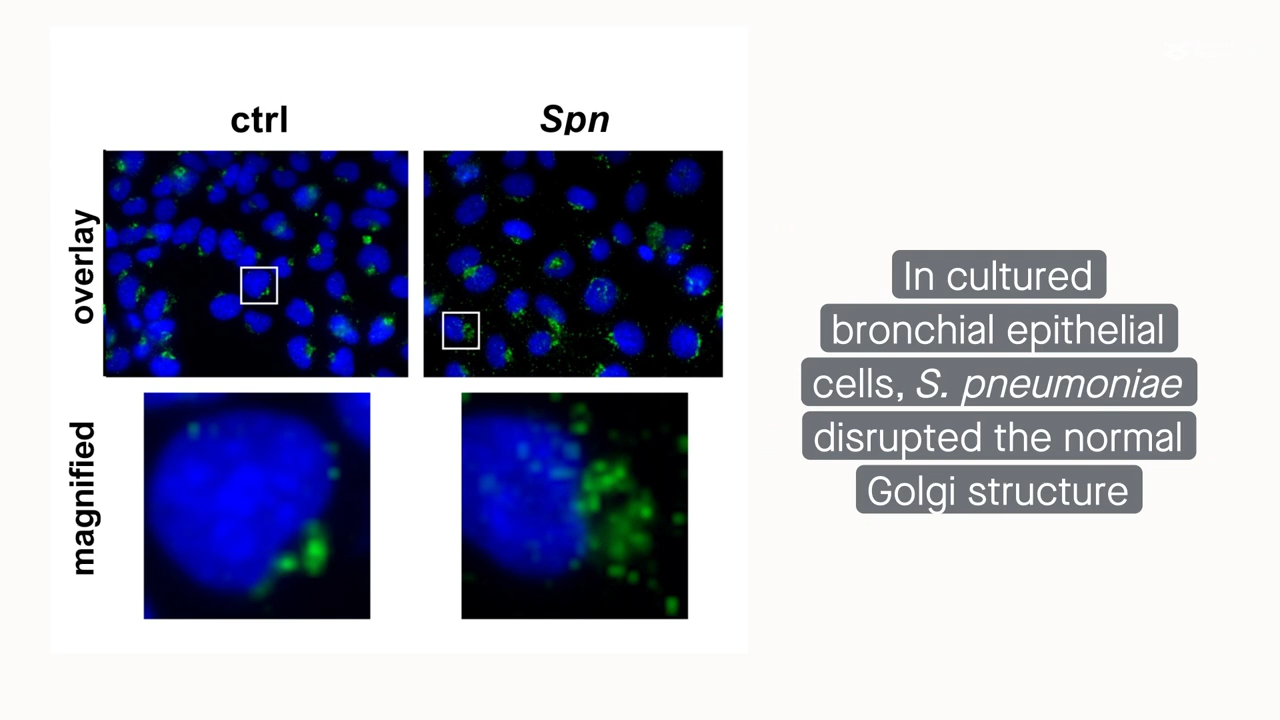 ctrl
Spn
overlay
magnified
In cultured
bronchial epithelial
cells, S. pneumoniae
disrupted the normal
Golgi structure